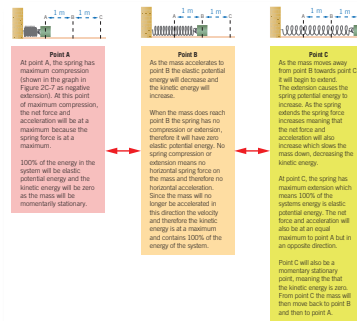 1 m 1 m
A B C
1 m 1 m
A B C
1 m 1 m
A B C
Point A
At point A, the spring has
maximum compression
(shown in the graph in
Figure 2C-7 as negative
extension). At this point
of maximum compression,
the net force and
acceleration will be at a
maximum because the
spring force is at a
maximum.
100% of the energy in the
system will be elastic
potential energy and the
kinetic energy will be zero
as the mass will be
momentarily stationary.
Point B
As the mass accelerates to
point B the elastic potential
energy will decrease and
the kinetic energy will
increase.
When the mass does reach
point B the spring has no
compression or extension,
therefore it will have zero
elastic potential energy. No
spring compression or
extension means no
horizontal spring force on
the mass and therefore no
horizontal acceleration.
Since the mass will no
longer be accelerated in
this direction the velocity
and therefore the kinetic
energy is at a maximum
and contains 100% of the
energy of the system.
Point C
As the mass moves away
from point B towards point C
it will begin to extend.
The extension causes the
spring potential energy to
increase. As the spring
extends the spring force
increases meaning that
the net force and
acceleration will also
increase which slows the
mass down, decreasing the
kinetic energy.
At point C, the spring has
maximum extension which
means 100% of the
systems energy is elastic
potential energy. The net
force and acceleration will
also be at an equal
maximum to point A but in
an opposite direction.
Point C will also be a
momentary stationary
point, meaning the that
the kinetic energy is zero.
From point C the mass will
then move back to point B
and then to point A.